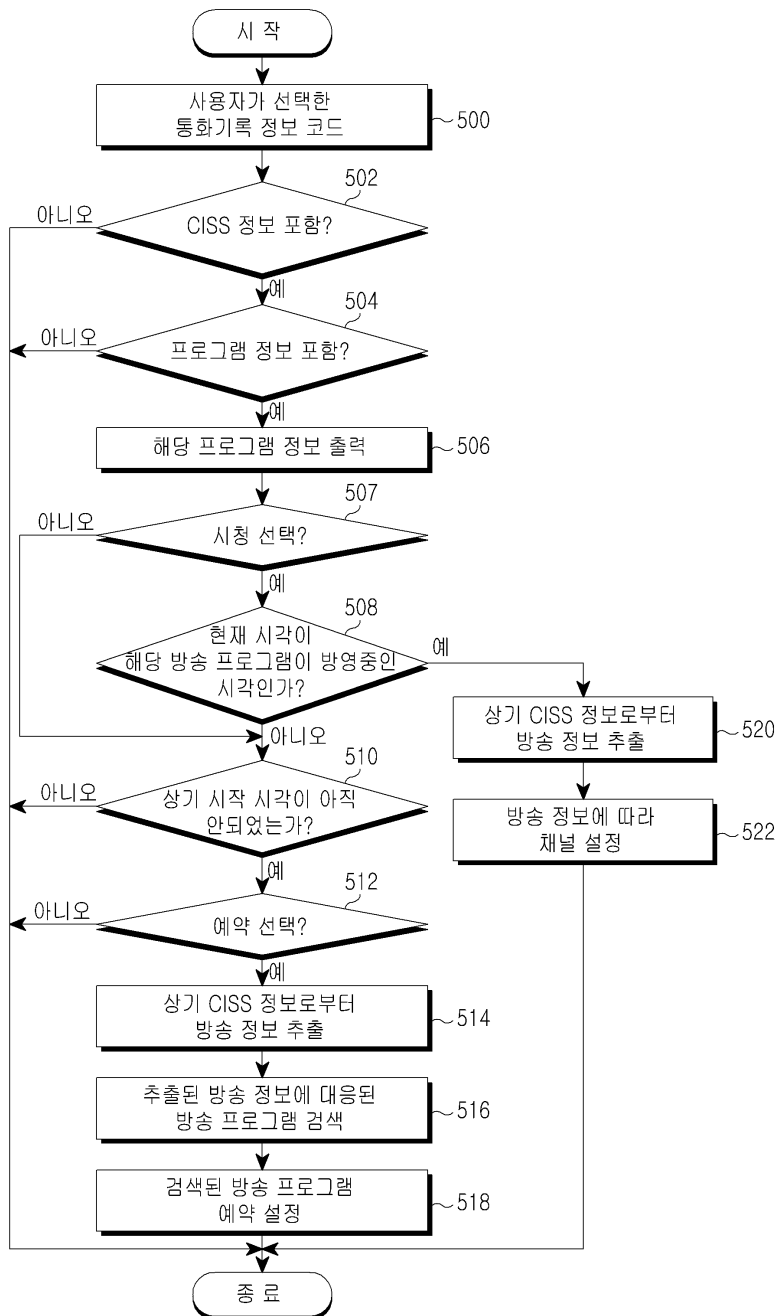 시 작
사용자가 선택한
통화기록 정보 코드
500
502
아니오
CISS 정보 포함?
예
504
아니오
프로그램 정보 포함?
예
해당 프로그램 정보 출력
506
507
아니오
시청 선택?
예
508
현재 시각이
해당 방송 프로그램이 방영중인
시각인가?
예
아니오
상기 CISS 정보로부터
방송 정보 추출
520
510
아니오
상기 시작 시각이 아직
안되었는가?
예
방송 정보에 따라
채널 설정
522
512
아니오
예약 선택?
예
상기 CISS 정보로부터
방송 정보 추출
514
추출된 방송 정보에 대응된
방송 프로그램 검색
516
검색된 방송 프로그램
예약 설정
518
종 료